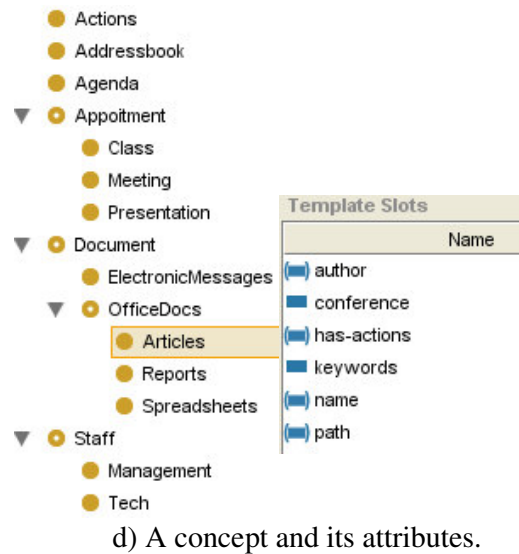 Actions
Addressbook
Agenda
Appoitment
Class
Meeting
Presentation
Document
ElectronicMessages
OfficeDocs
Articles
Reports
Spreadsheets
Staff
Management
Tech
Template Slots
Name
author
conference
has-actions
keywords
name
path
d) A concept and its attributes.